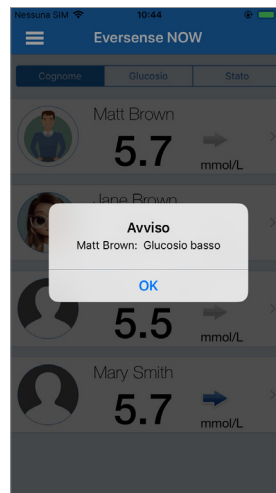 Nessuna SIM 10:44
Eversense NOW
Cognome Glucosio Stato
Matt Brown
5.7 mmol/L
Jane Brown
Avviso
Matt Brown: Glucosio basso
OK
5.5 mmol/L
Mary Smith
5.7 mmol/L